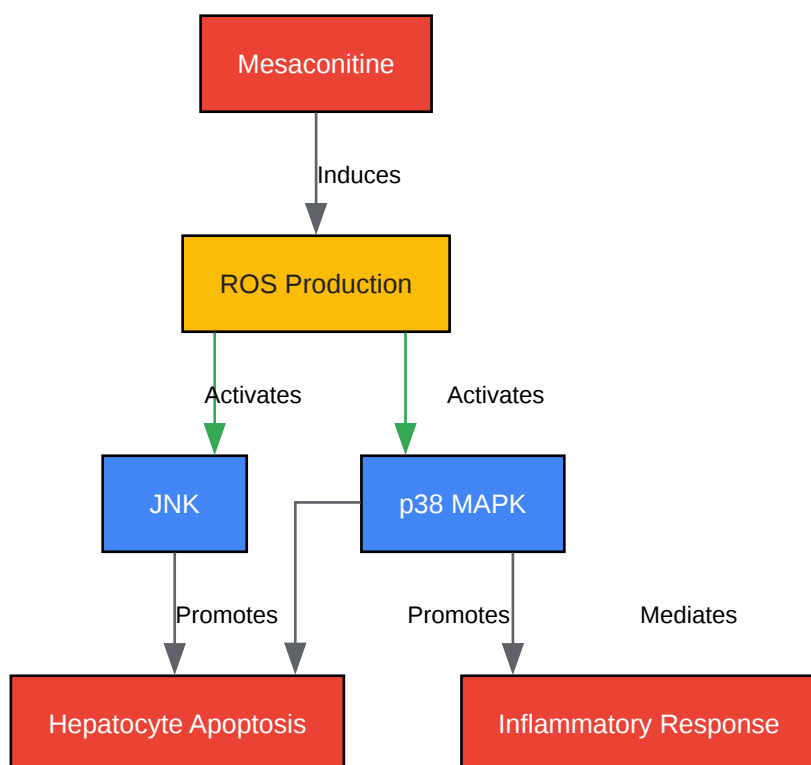 Mesaconitine
Induces
ROS Production
Activates
Activates
JNK
p38 MAPK
Promotes
Promotes
Mediates
Hepatocyte Apoptosis
Inflammatory Response